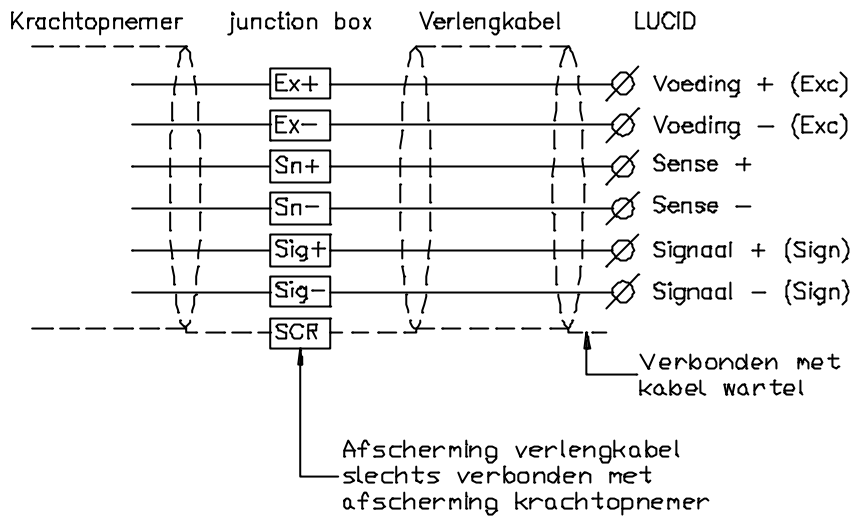 Krachtopnemer junction box Verlengkabel LUCID
Ex+ Voeding + (Exc)
Ex- Voeding - (Exc)
Sn+ Sense +
Sn- Sense -
Sig+ Signaal + (Sign)
Sig- Signaal - (Sign)
SCR
Verbonden met
kabel wartel
Afscherming verlengkabel
slechts verbonden met
afscherming krachtopnemer